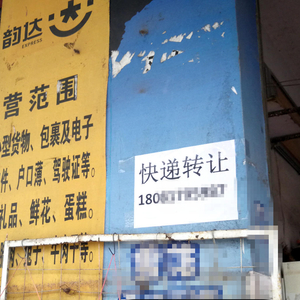 韵达
EXPRESS
营范围
小型货物、包裹及电子
件、户口薄、驾驶证等。
礼品、鲜花、蛋糕。
快递转让
180